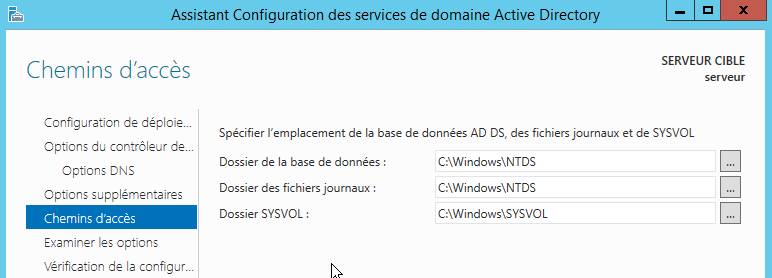 Assistant Configuration des services de domaine Active Directory
Chemins d’accès
SERVEUR CIBLE
serveur
Configuration de déploie...
Options du contrôleur de...
Options DNS
Options supplémentaires
Chemins d’accès
Examiner les options
Vérification de la configur...
Spécifier l’emplacement de la base de données AD DS, des fichiers journaux et de SYSVOL
Dossier de la base de données : C:\Windows\NTDS ...
Dossier des fichiers journaux : C:\Windows\NTDS ...
Dossier SYSVOL : C:\Windows\SYSVOL ...